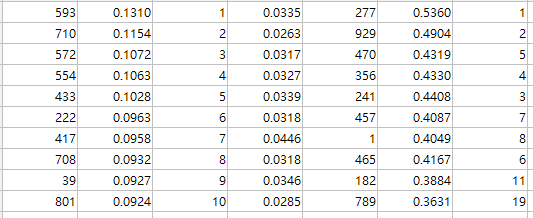 593 0.1310 1 0.0335 277 0.5360 1
710 0.1154 2 0.0263 929 0.4904 2
572 0.1072 3 0.0317 470 0.4319 5
554 0.1063 4 0.0327 356 0.4330 4
433 0.1028 5 0.0339 241 0.4408 3
222 0.0963 6 0.0318 457 0.4087 7
417 0.0958 7 0.0446 1 0.4049 8
708 0.0932 8 0.0318 465 0.4167 6
39 0.0927 9 0.0346 182 0.3884 11
801 0.0924 10 0.0285 789 0.3631 19